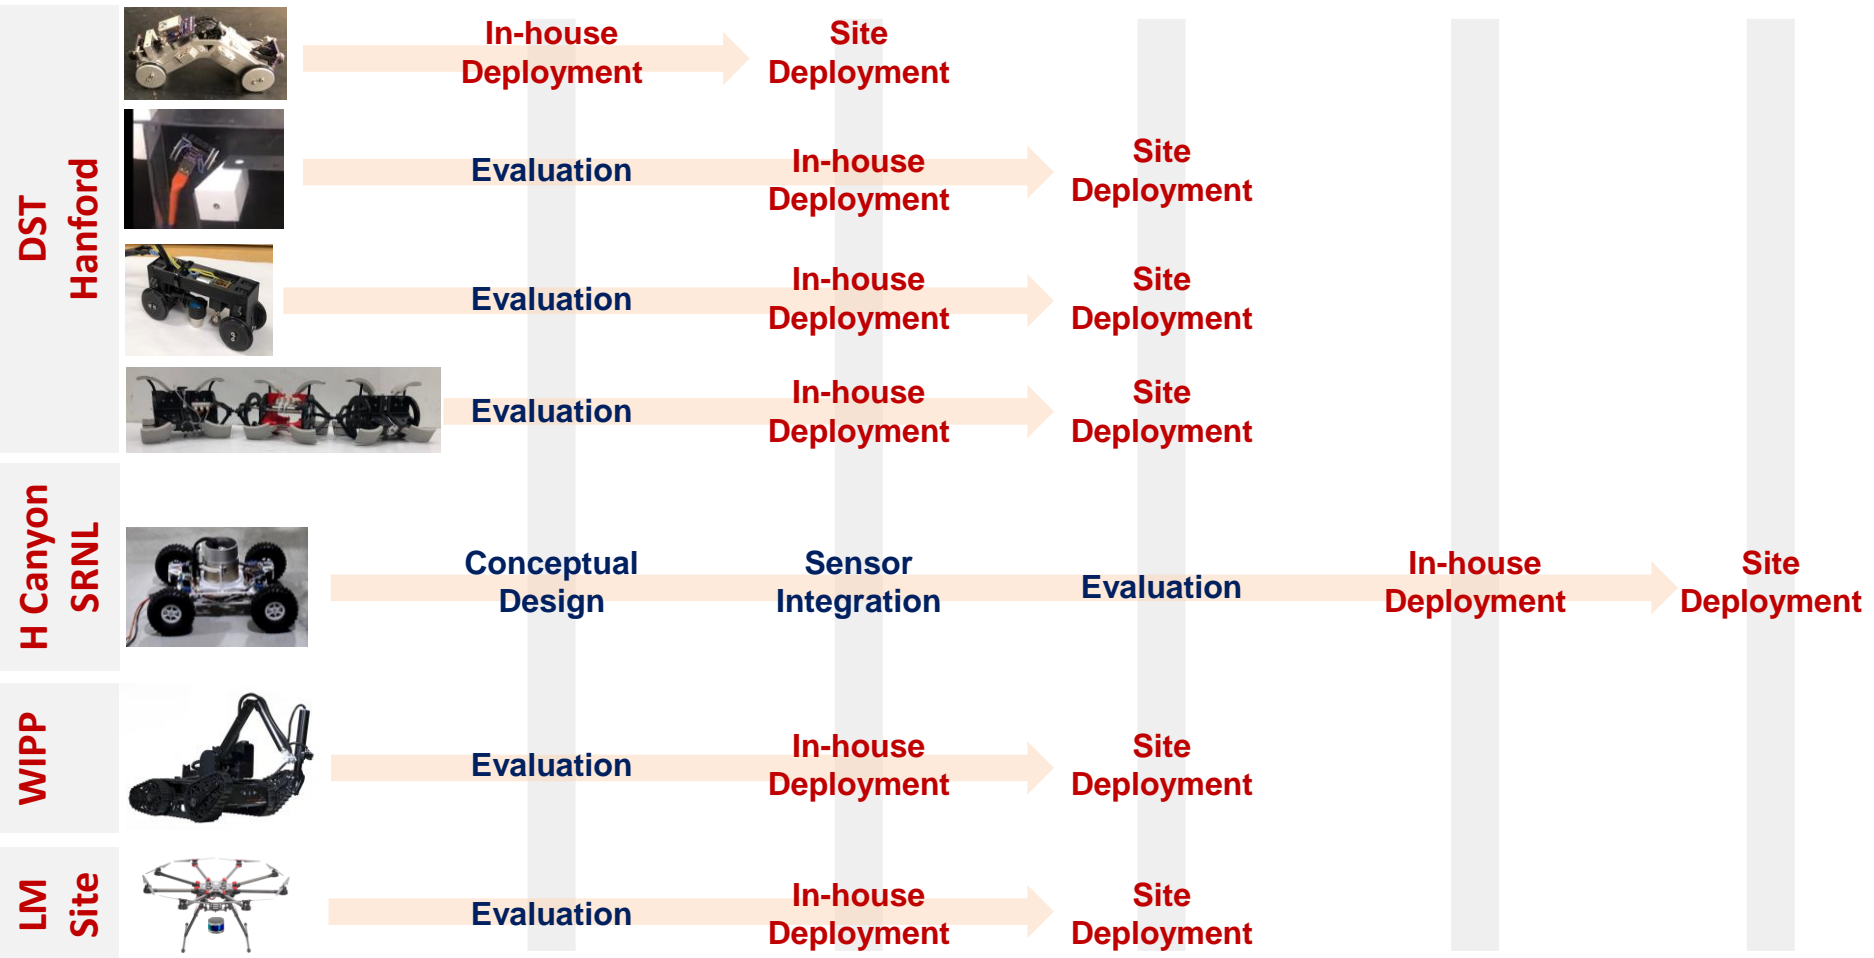 DST
Hanford
In-house
Deployment
Site
Deployment
Evaluation
In-house
Deployment
Site
Deployment
Evaluation
In-house
Deployment
Site
Deployment
Evaluation
In-house
Deployment
Site
Deployment
H Canyon
SRNL
Conceptual
Design
Sensor
Integration
Evaluation
In-house
Deployment
Site
Deployment
WIPP
Evaluation
In-house
Deployment
Site
Deployment
LM
Site
Evaluation
In-house
Deployment
Site
Deployment